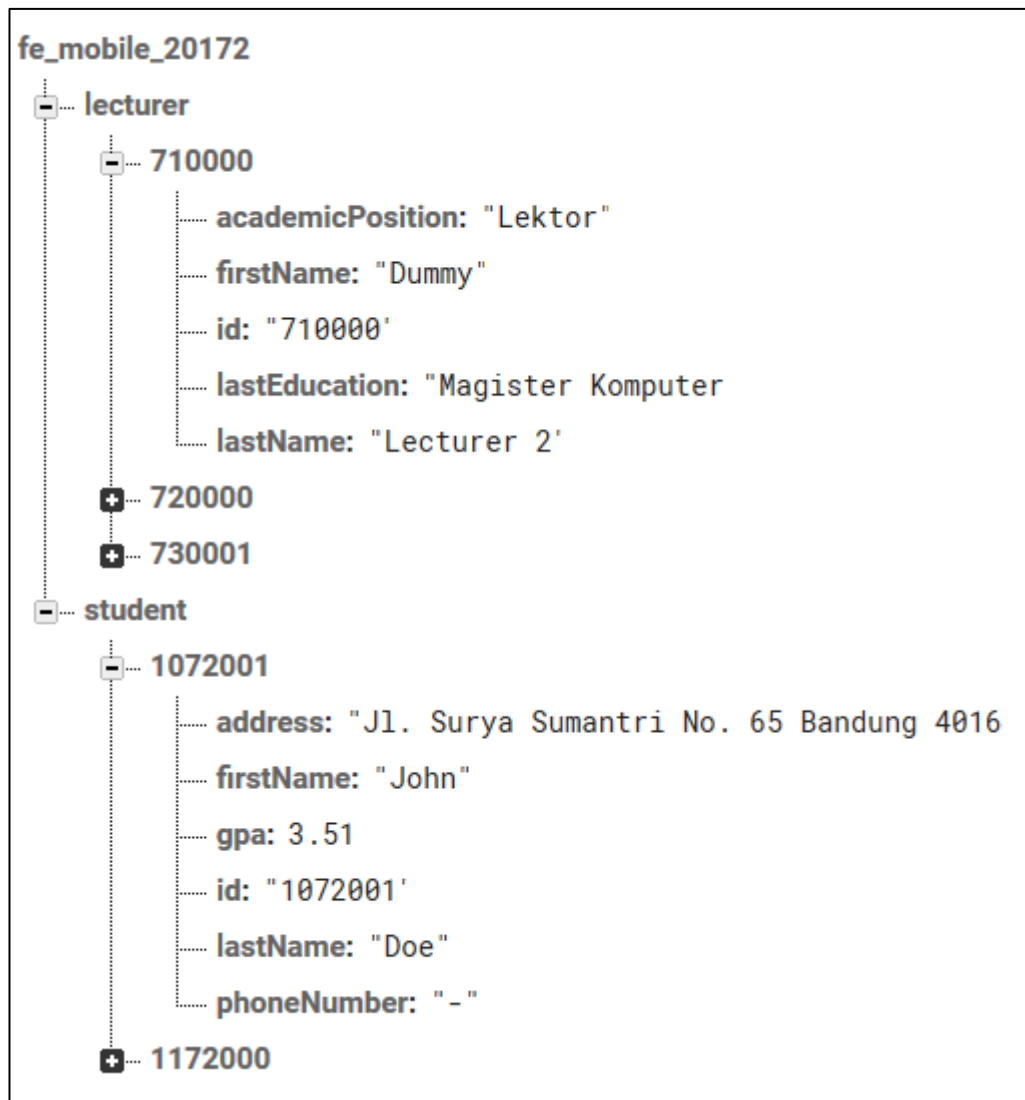 fe_mobile_20172
lecturer
710000
academicPosition: "Lektor"
firstName: "Dummy"
id: "710000'
lastEducation: "Magister Komputer
lastName: "Lecturer 2'
720000
730001
student
1072001
address: "Jl. Surya Sumantri No. 65 Bandung 4016
firstName: "John"
gpa: 3.51
id: "1072001'
lastName: "Doe"
phoneNumber: "-"
1172000